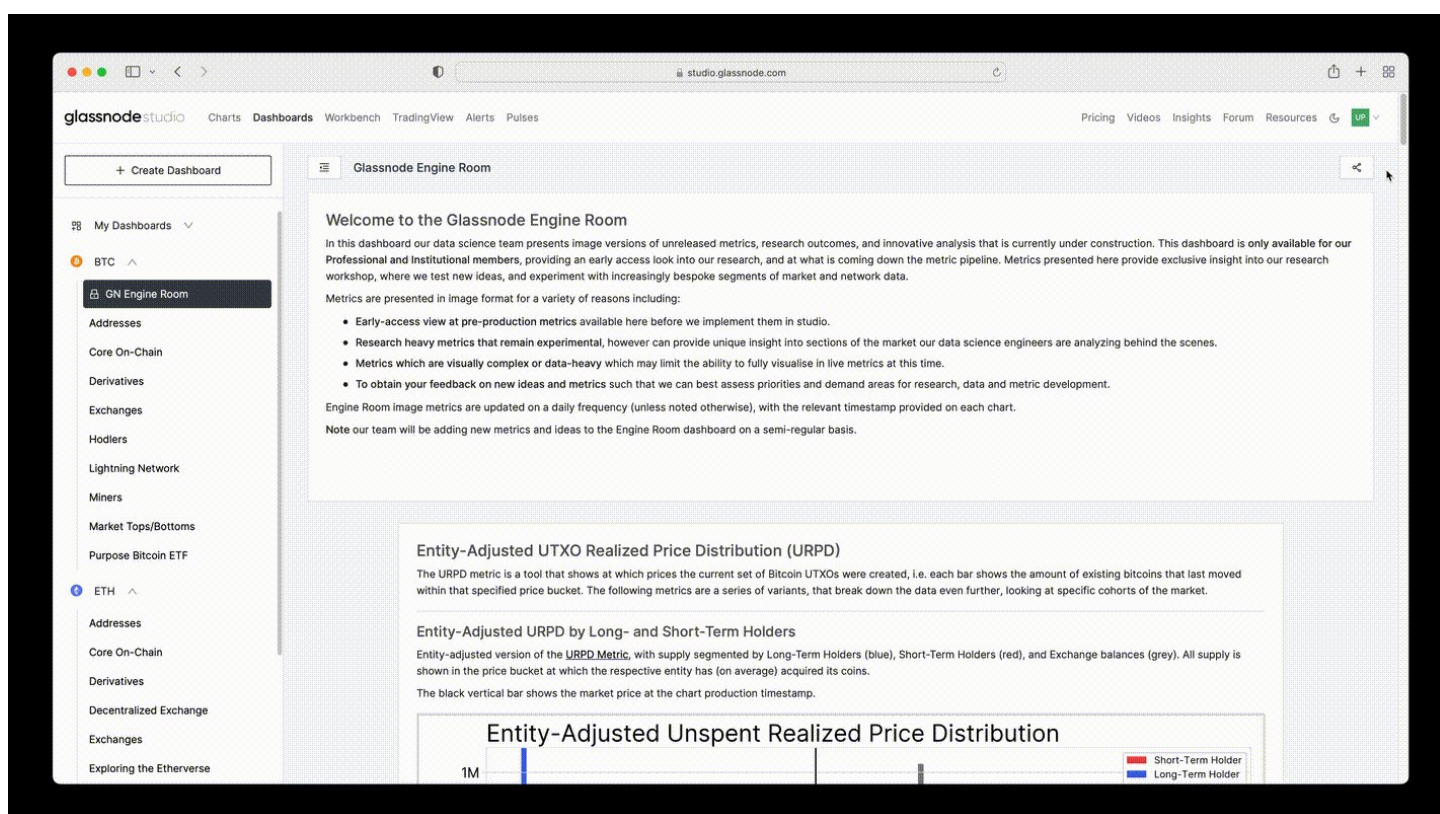 studio.glassnode.com
glassnodestudio Charts Dashboards Workbench TradingView Alerts Pulses Pricing Videos Insights Forum Resources UP
+ Create Dashboard
My Dashboards
BTC
GN Engine Room
Addresses
Core On-Chain
Derivatives
Exchanges
Hodlers
Lightning Network
Miners
Market Tops/Bottoms
Purpose Bitcoin ETF
ETH
Addresses
Core On-Chain
Derivatives
Decentralized Exchange
Exchanges
Exploring the Etherverse
Glassnode Engine Room
Welcome to the Glassnode Engine Room
In this dashboard our data science team presents image versions of unreleased metrics, research outcomes, and innovative analysis that is currently under construction. This dashboard is only available for our
Professional and Institutional members, providing an early access look into our research, and at what is coming down the metric pipeline. Metrics presented here provide exclusive insight into our research
workshop, where we test new ideas, and experiment with increasingly bespoke segments of market and network data.
Metrics are presented in image format for a variety of reasons including:
• Early-access view at pre-production metrics available here before we implement them in studio.
• Research heavy metrics that remain experimental, however can provide unique insight into sections of the market our data science engineers are analyzing behind the scenes.
• Metrics which are visually complex or data-heavy which may limit the ability to fully visualise in live metrics at this time.
• To obtain your feedback on new ideas and metrics such that we can best assess priorities and demand areas for research, data and metric development.
Engine Room image metrics are updated on a daily frequency (unless noted otherwise), with the relevant timestamp provided on each chart.
Note our team will be adding new metrics and ideas to the Engine Room dashboard on a semi-regular basis.
Entity-Adjusted UTXO Realized Price Distribution (URPD)
The URPD metric is a tool that shows at which prices the current set of Bitcoin UTXOs were created, i.e. each bar shows the amount of existing bitcoins that last moved
within that specified price bucket. The following metrics are a series of variants, that break down the data even further, looking at specific cohorts of the market.
Entity-Adjusted URPD by Long- and Short-Term Holders
Entity-adjusted version of the URPD Metric, with supply segmented by Long-Term Holders (blue), Short-Term Holders (red), and Exchange balances (grey). All supply is
shown in the price bucket at which the respective entity has (on average) acquired its coins.
The black vertical bar shows the market price at the chart production timestamp.
Entity-Adjusted Unspent Realized Price Distribution
1M
Short-Term Holder
Long-Term Holder